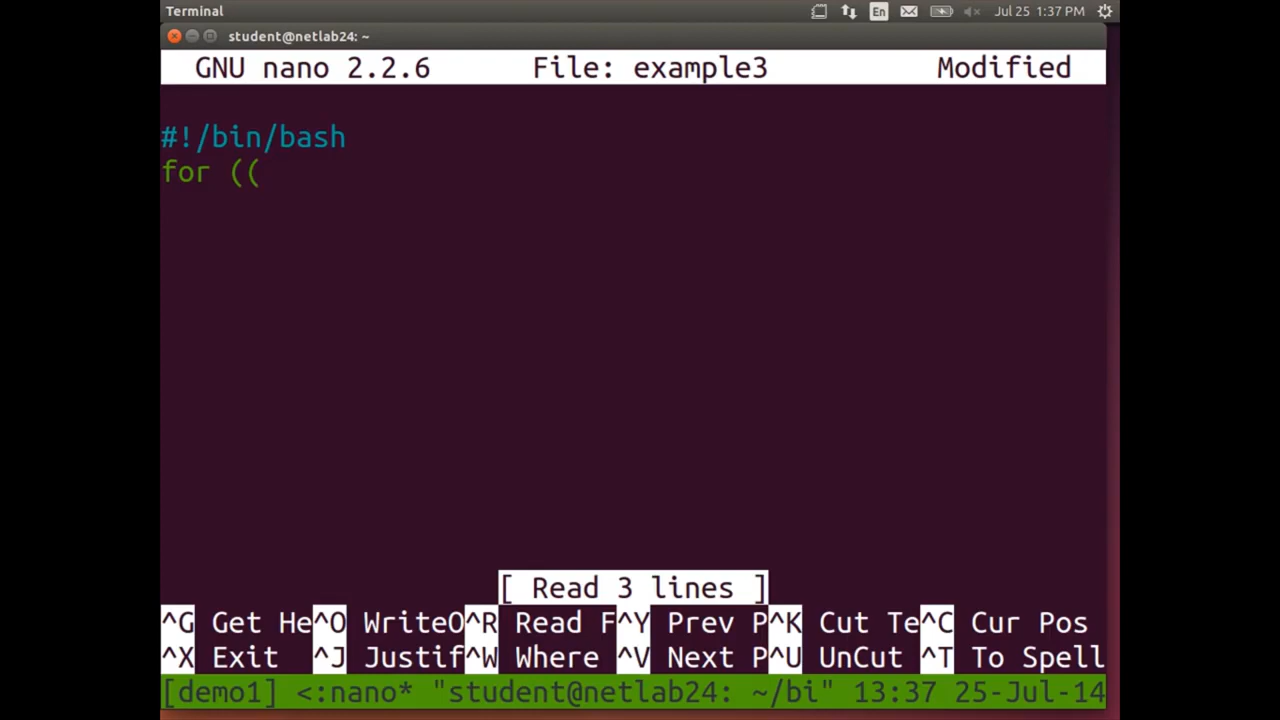 Terminal En Jul 25 1:37 PM
student@netlab24: ~
GNU nano 2.2.6 File: example3 Modified
#!/bin/bash
for ((
[ Read 3 lines ]
^G Get He^O WriteO^R Read F^Y Prev P^K Cut Te^C Cur Pos
^X Exit ^J Justif^W Where ^V Next P^U UnCut ^T To Spell
[demo1] <:nano* "student@netlab24: ~/bi" 13:37 25-Jul-14